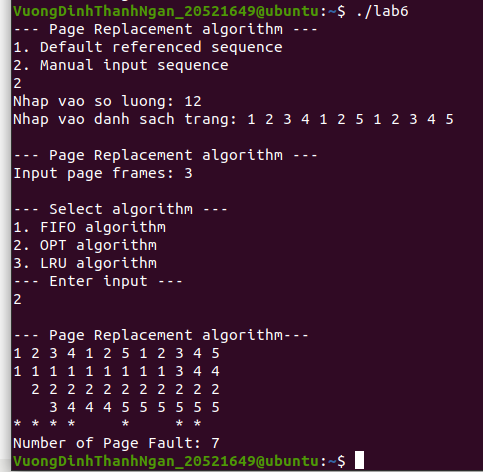 VuongDinhThanhNgan_20521649@ubuntu:~$ ./lab6
--- Page Replacement algorithm ---
1. Default referenced sequence
2. Manual input sequence
2
Nhap vao so luong: 12
Nhap vao danh sach trang: 1 2 3 4 1 2 5 1 2 3 4 5

--- Page Replacement algorithm ---
Input page frames: 3

--- Select algorithm ---
1. FIFO algorithm
2. OPT algorithm
3. LRU algorithm
--- Enter input ---
2

--- Page Replacement algorithm---
1 2 3 4 1 2 5 1 2 3 4 5
1 1 1 1 1 1 1 1 1 3 4 4
  2 2 2 2 2 2 2 2 2 2 2
    3 4 4 4 5 5 5 5 5 5
* * * *     *     * *
Number of Page Fault: 7
VuongDinhThanhNgan_20521649@ubuntu:~$